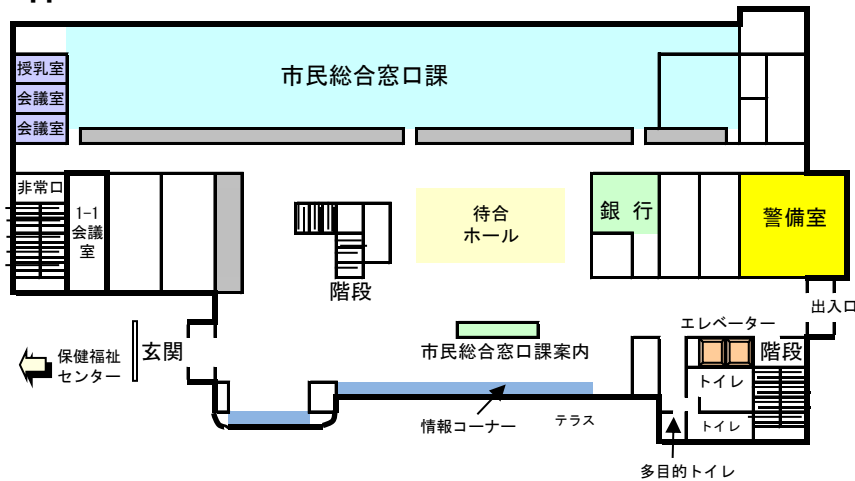 市民総合窓口課
授乳室
会議室
会議室
非常口
1-1
会議
室
待合
ホール
銀 行
警備室
階段
出入口
エレベーター
市民総合窓口課案内
階段
玄関
保健福祉
センター
トイレ
トイレ
情報コーナー
テラス
多目的トイレ